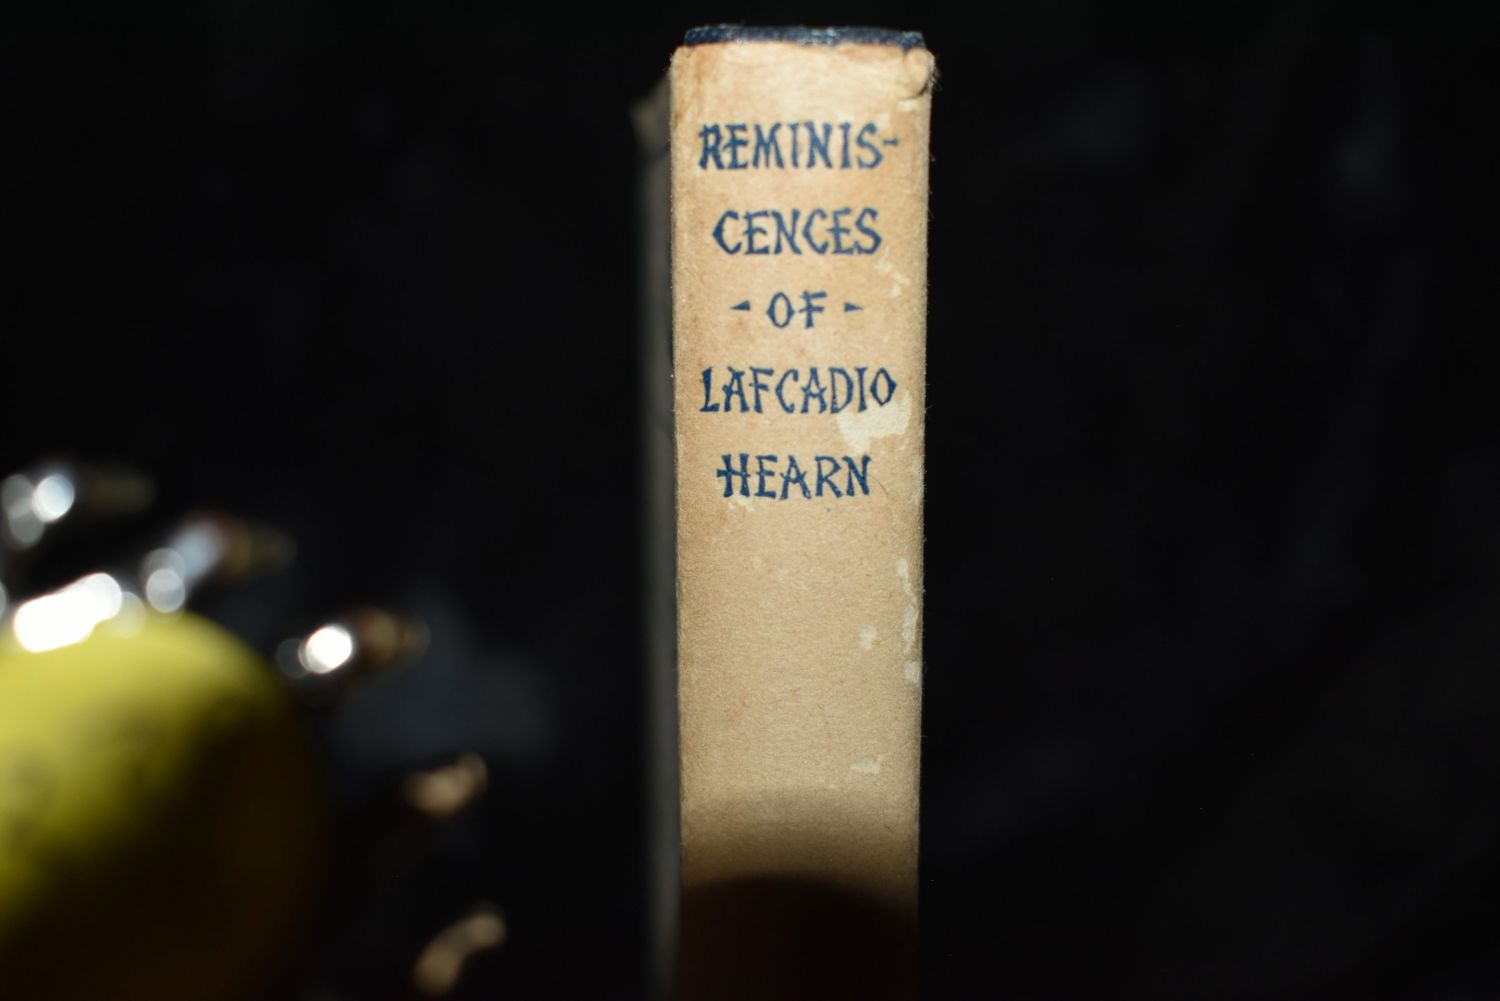 REMINIS-
CENCES
- OF -
LAFCADIO
HEARN